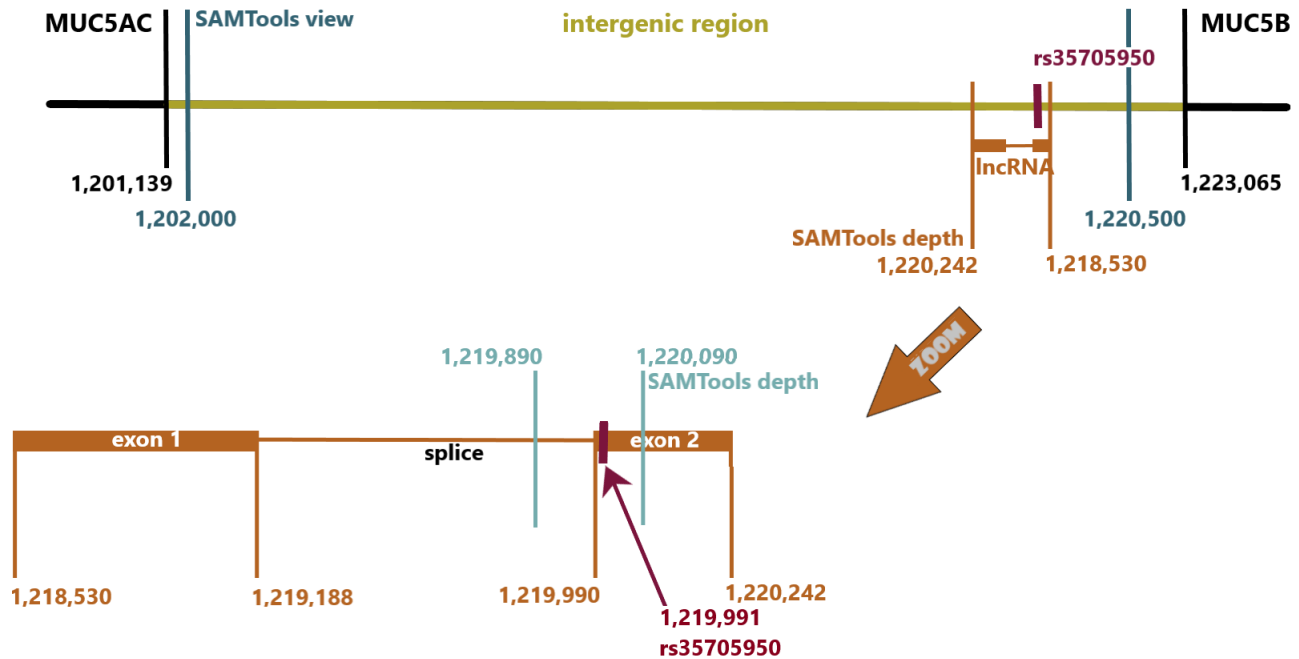 MUC5AC
SAMTools view
intergenic region
MUC5B
rs35705950
lncRNA
1,201,139
1,223,065
1,202,000
1,220,500
SAMTools depth
1,220,242
1,218,530
ZOOM
1,219,890
1,220,090
SAMTools depth
exon 1
exon 2
splice
1,218,530
1,219,188
1,219,990
1,220,242
1,219,991
rs35705950